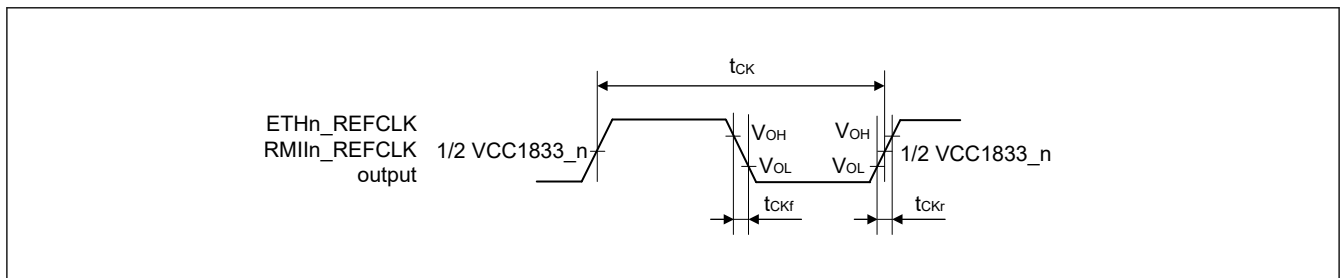 tCK
ETHn_REFCLK
RMIIn_REFCLK
output
1/2 VCC1833_n
VOH
VOL
VOH
VOL
1/2 VCC1833_n
tCKf
tCKr